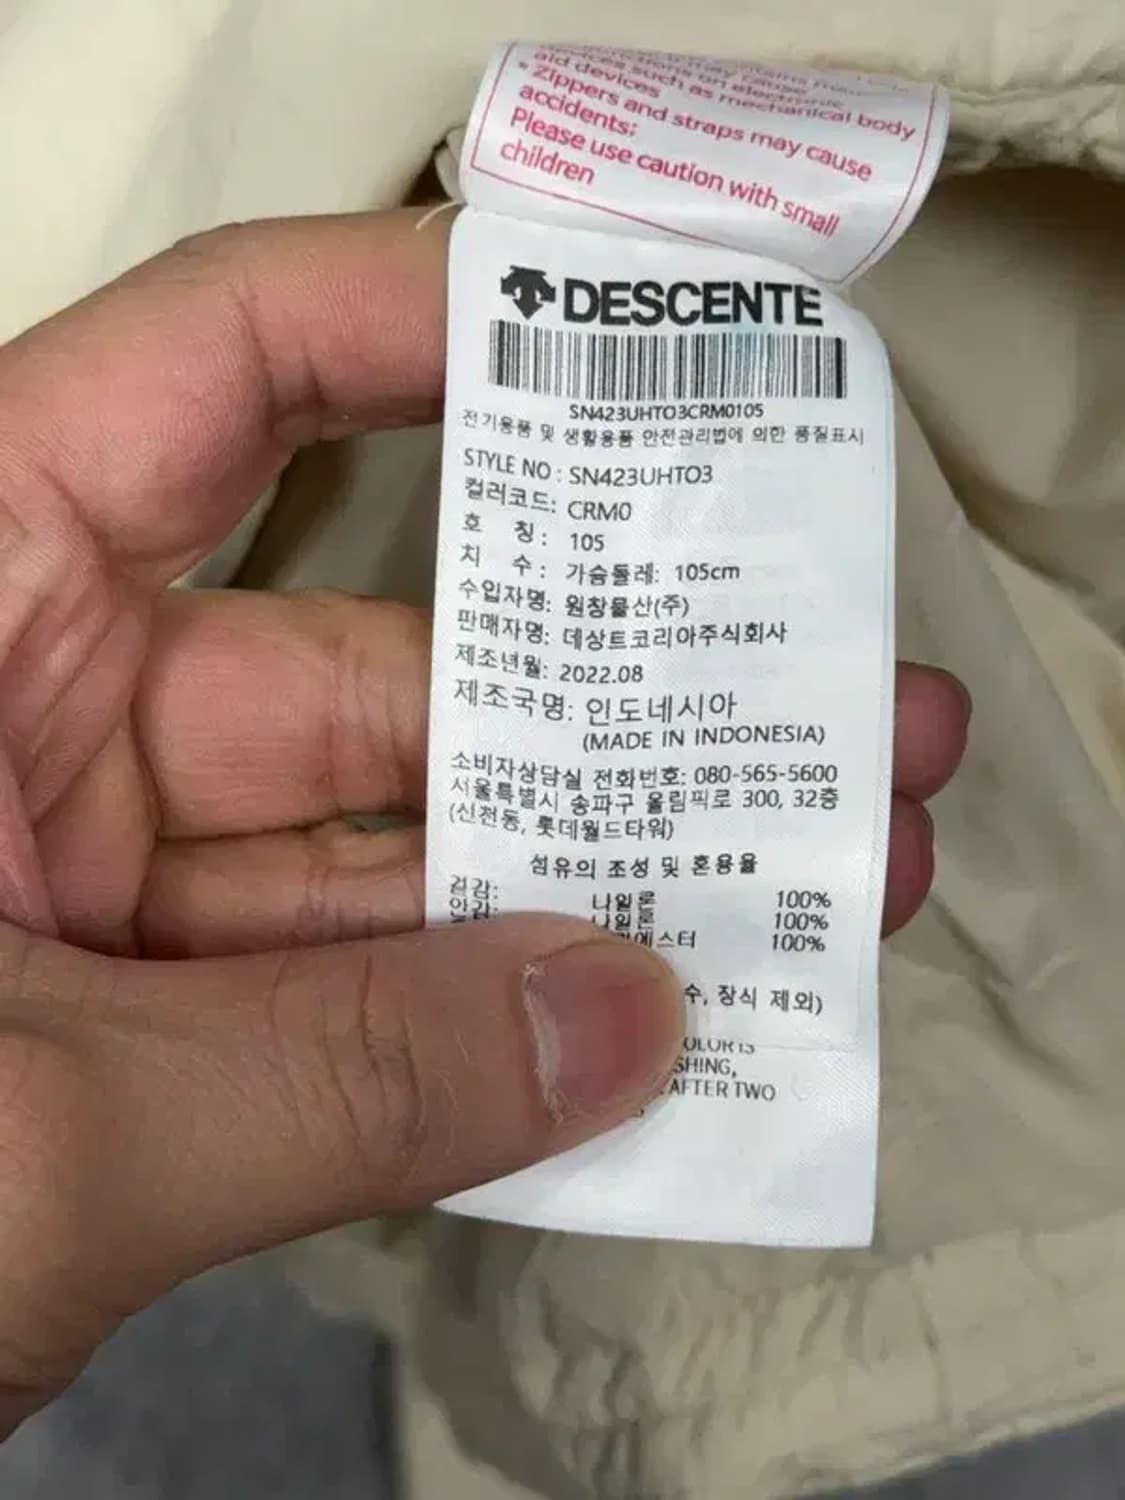 aid devices such as mechanical body
* Zippers and straps may cause
accidents;
Please use caution with small
children
DESCENTE
SN423UHTO3CRM0105
전기용품 및 생활용품 안전관리법에 의한 품질표시
STYLE NO : SN423UHTO3
컬러코드: CRM0
호 칭 : 105
치 수 : 가슴둘레: 105cm
수입자명: 원창물산(주)
판매자명: 데상트코리아주식회사
제조년월: 2022.08
제조국명: 인도네시아
(MADE IN INDONESIA)
소비자상담실 전화번호: 080-565-5600
서울특별시 송파구 올림픽로 300, 32층
(신천동, 롯데월드타워)
섬유의 조성 및 혼용율
겉감: 나일론 100%
안감: 나일론 100%
에스터 100%
수, 장식 제외)
OLOR IS
SHING,
AFTER TWO